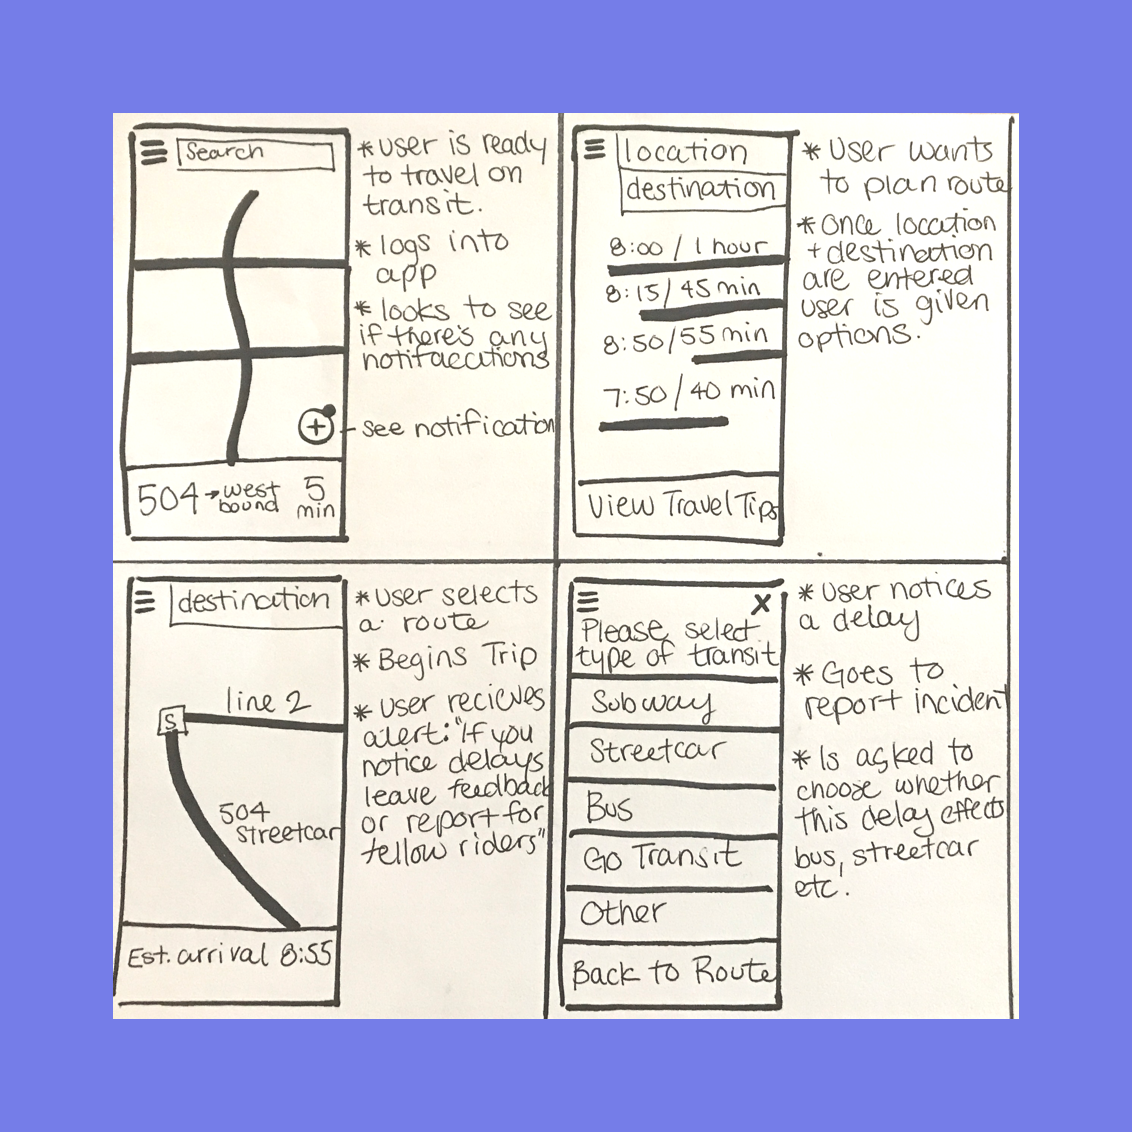 Search
504 → west bound 5 min
* User is ready
to travel on
transit.
* logs into
app
* looks to see
if there's any
notifaecations
- see notification
location
destination
8:00 / 1 hour
8:15 / 45 min
8:50 / 55 min
7:50 / 40 min
View Travel Tips
* User wants
to plan route
* Once location
+ destination
are entered
user is given
options.
destination
line 2
S
504
Streetcar
Est. arrival 8:55
* User selects
a route
* Begins Trip
* User recieves
alert: "If you
notice delays
leave feedback
or report for
fellow riders"
X
Please select
type of transit
Subway
Streetcar
Bus
Go Transit
Other
Back to Route
* User notices
a delay
* Goes to
report incident
* Is asked to
choose whether
this delay effects
bus, streetcar
etc.